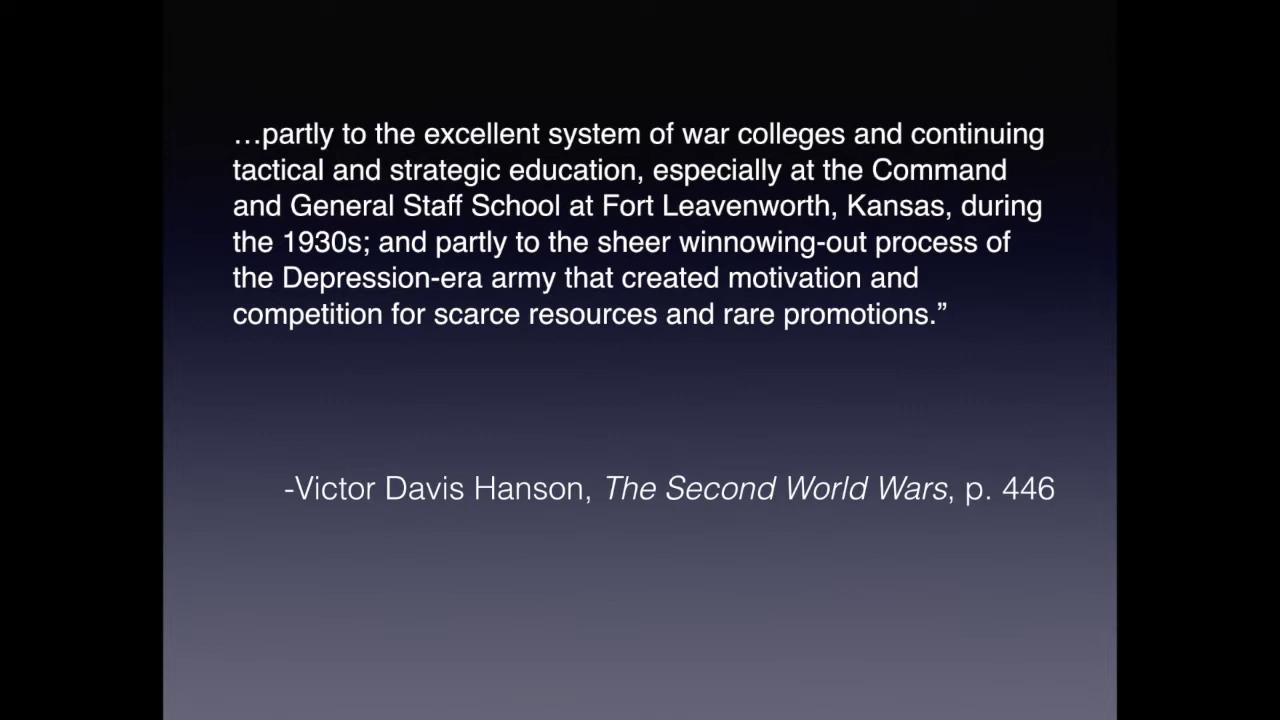 …partly to the excellent system of war colleges and continuing
tactical and strategic education, especially at the Command
and General Staff School at Fort Leavenworth, Kansas, during
the 1930s; and partly to the sheer winnowing-out process of
the Depression-era army that created motivation and
competition for scarce resources and rare promotions.”
-Victor Davis Hanson, The Second World Wars, p. 446